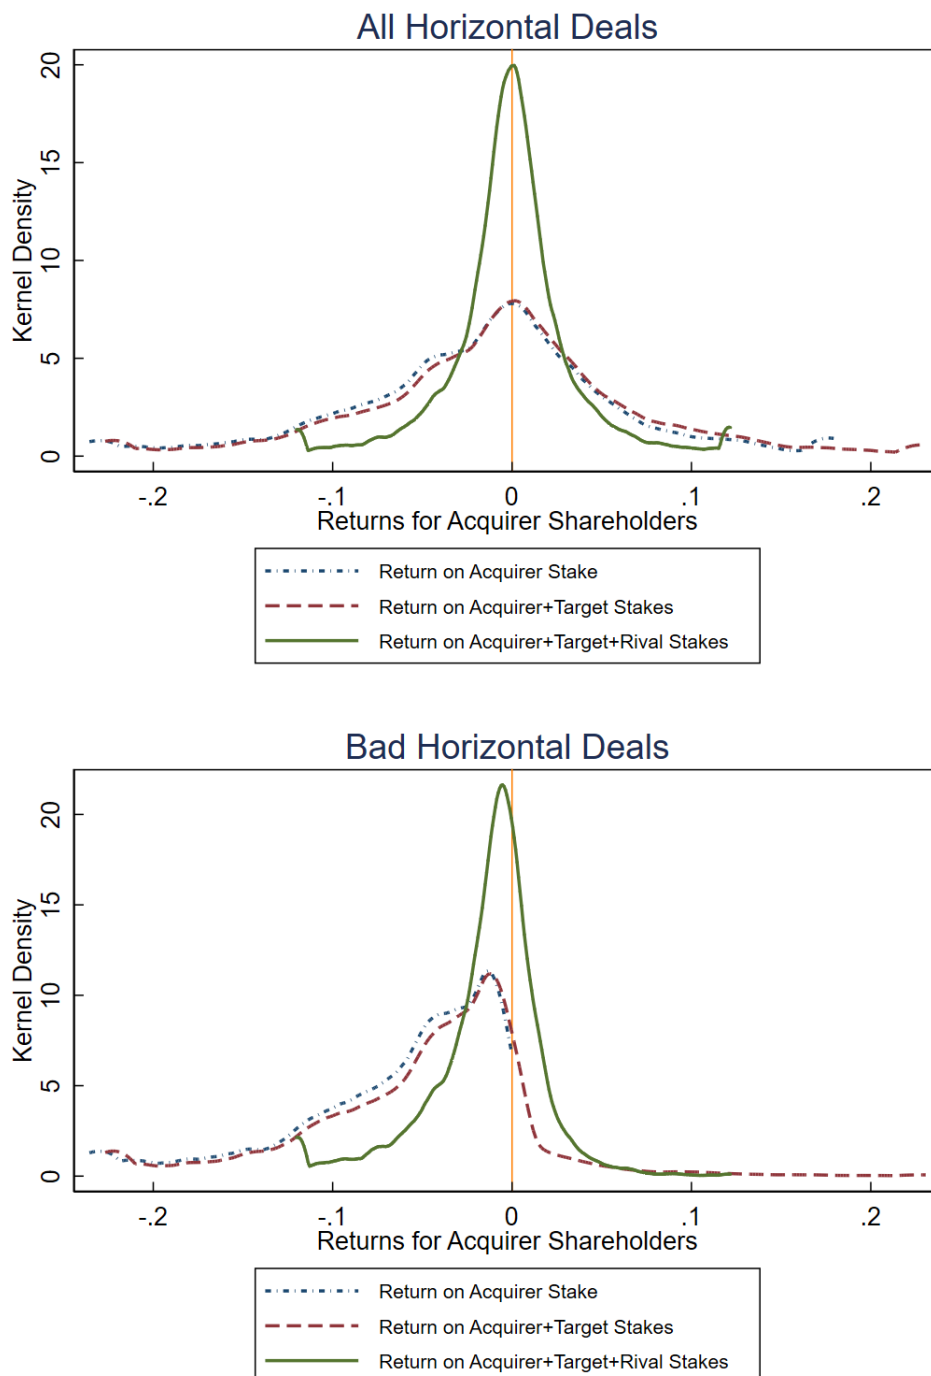 All Horizontal Deals
20
15
10
5
0
Kernel Density
-.2 -.1 0 .1 .2
Returns for Acquirer Shareholders
Return on Acquirer Stake
Return on Acquirer+Target Stakes
Return on Acquirer+Target+Rival Stakes
Bad Horizontal Deals
20
15
10
5
0
Kernel Density
-.2 -.1 0 .1 .2
Returns for Acquirer Shareholders
Return on Acquirer Stake
Return on Acquirer+Target Stakes
Return on Acquirer+Target+Rival Stakes